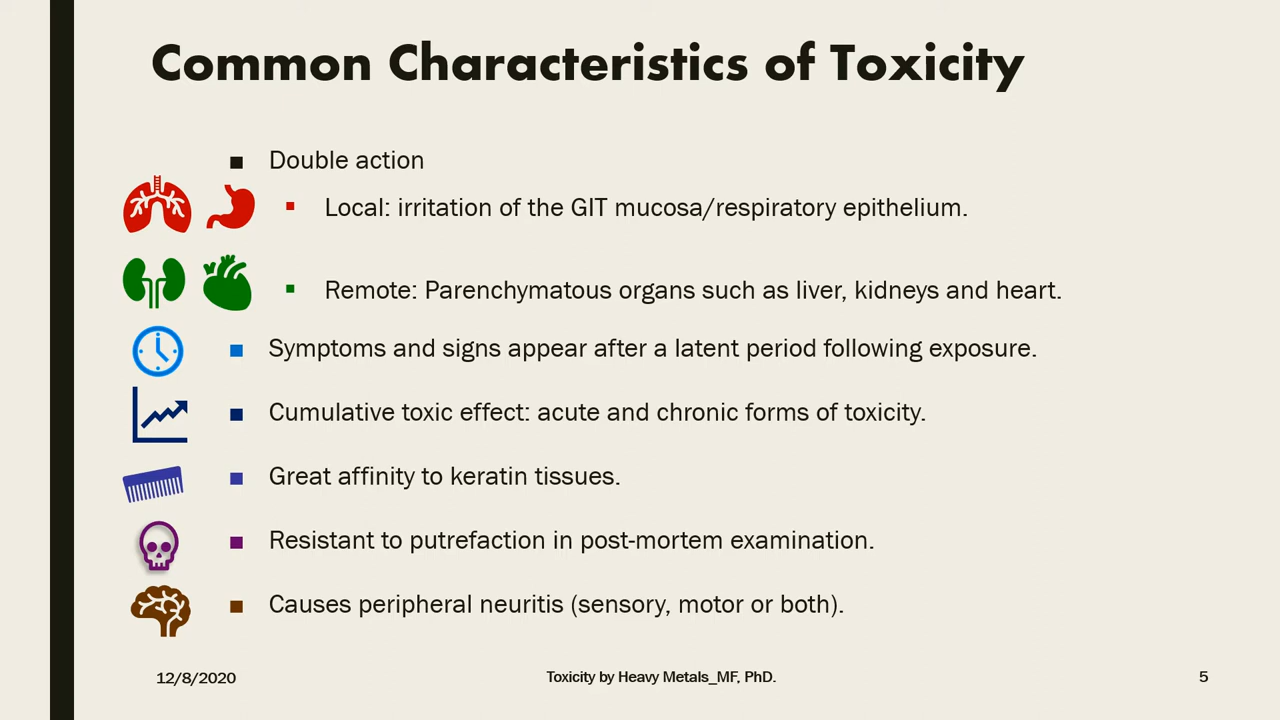 Common Characteristics of Toxicity
Double action
Local: irritation of the GIT mucosa/respiratory epithelium.
Remote: Parenchymatous organs such as liver, kidneys and heart.
Symptoms and signs appear after a latent period following exposure.
Cumulative toxic effect: acute and chronic forms of toxicity.
Great affinity to keratin tissues.
Resistant to putrefaction in post-mortem examination.
Causes peripheral neuritis (sensory, motor or both).
12/8/2020
Toxicity by Heavy Metals_MF, PhD.
5